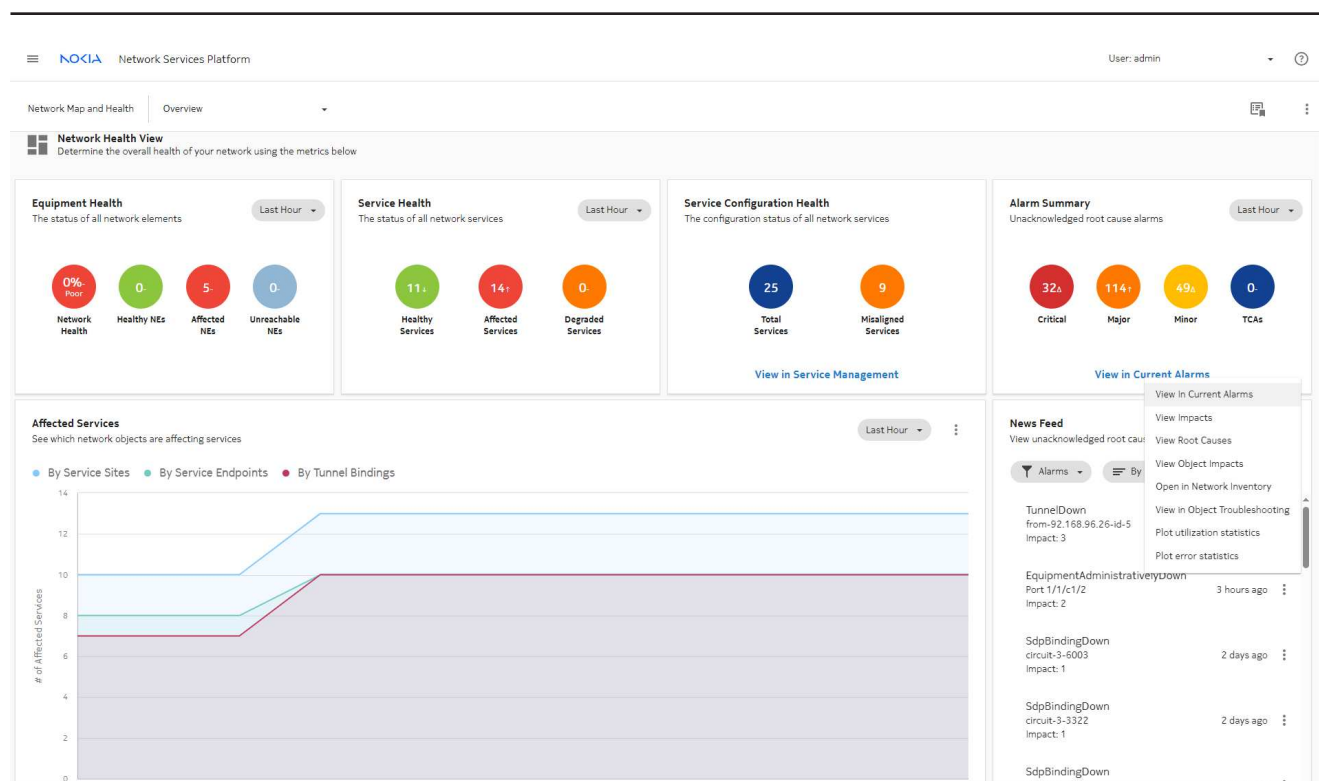 NOKIA Network Services Platform
User: admin
Network Map and Health
Overview
Network Health View
Determine the overall health of your network using the metrics below
Equipment Health
The status of all network elements
Last Hour
0%-
Poor
Network
Health
0-
Healthy NEs
5-
Affected
NEs
0-
Unreachable
NEs
Service Health
The status of all network services
Last Hour
11↓
Healthy
Services
14↑
Affected
Services
0-
Degraded
Services
Service Configuration Health
The configuration status of all network services
25
Total
Services
9
Misaligned
Services
View in Service Management
Alarm Summary
Unacknowledged root cause alarms
Last Hour
32
Critical
114↑
Major
49
Minor
0-
TCAs
View in Current Alarms
View In Current Alarms
View Impacts
View Root Causes
View Object Impacts
Open in Network Inventory
View in Object Troubleshooting
Plot utilization statistics
Plot error statistics
Affected Services
See which network objects are affecting services
Last Hour
By Service Sites
By Service Endpoints
By Tunnel Bindings
# of Affected Services
14
12
10
8
6
4
2
0
News Feed
View unacknowledged root cau
Alarms
By
TunnelDown
from-92.168.96.26-id-5
Impact: 3
EquipmentAdministrativelyDown
Port 1/1/c1/2
3 hours ago
Impact: 2
SdpBindingDown
circuit-3-6003
2 days ago
Impact: 1
SdpBindingDown
circuit-3-3322
2 days ago
Impact: 1
SdpBindingDown